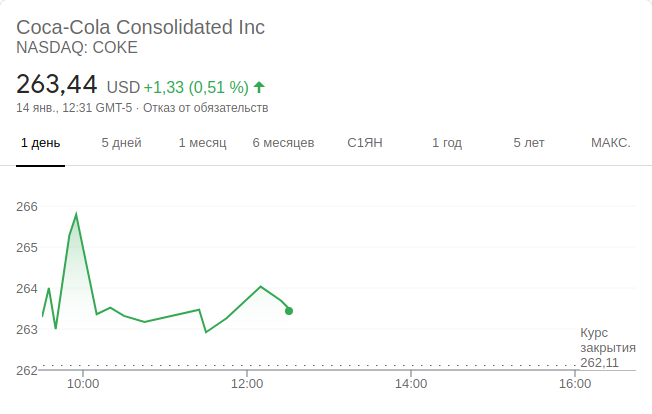 Coca-Cola Consolidated Inc
NASDAQ: COKE
263,44 USD +1,33 (0,51 %)
14 янв., 12:31 GMT-5 · Отказ от обязательств
1 день 5 дней 1 месяц 6 месяцев С1ЯН 1 год 5 лет МАКС.
266
265
264
263
262
Курс
закрытия
262,11
10:00 12:00 14:00 16:00